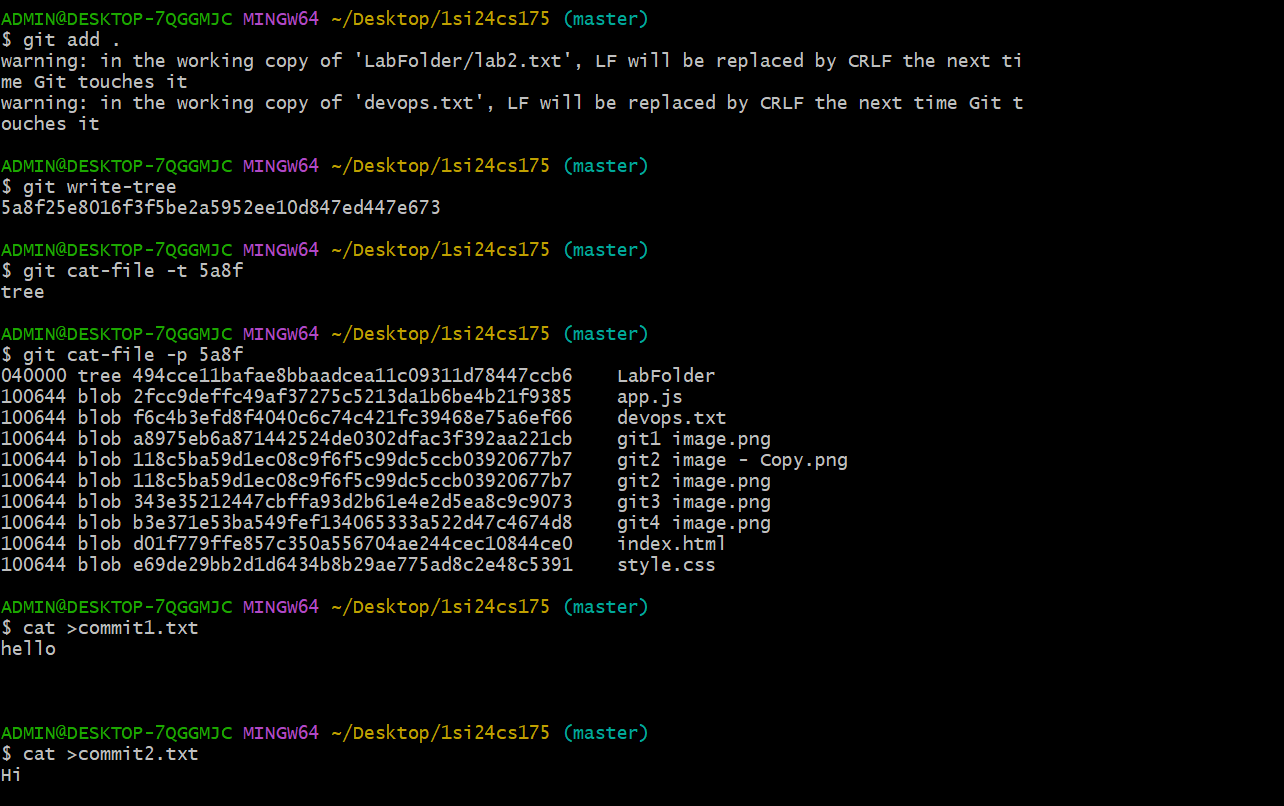 ADMIN@DESKTOP-7QGGMJC MINGW64 ~/Desktop/1si24cs175 (master)
$ git add .
warning: in the working copy of 'LabFolder/lab2.txt', LF will be replaced by CRLF the next ti
me Git touches it
warning: in the working copy of 'devops.txt', LF will be replaced by CRLF the next time Git t
ouches it
ADMIN@DESKTOP-7QGGMJC MINGW64 ~/Desktop/1si24cs175 (master)
$ git write-tree
5a8f25e8016f3f5be2a5952ee10d847ed447e673
ADMIN@DESKTOP-7QGGMJC MINGW64 ~/Desktop/1si24cs175 (master)
$ git cat-file -t 5a8f
tree
ADMIN@DESKTOP-7QGGMJC MINGW64 ~/Desktop/1si24cs175 (master)
$ git cat-file -p 5a8f
040000 tree 494cce11bafae8bbaadcea11c09311d78447ccb6    LabFolder
100644 blob 2fcc9deffc49af37275c5213da1b6be4b21f9385    app.js
100644 blob f6c4b3efd8f4040c6c74c421fc39468e75a6ef66    devops.txt
100644 blob a8975eb6a871442524de0302dfac3f392aa221cb    git1 image.png
100644 blob 118c5ba59d1ec08c9f6f5c99dc5ccb03920677b7    git2 image - Copy.png
100644 blob 118c5ba59d1ec08c9f6f5c99dc5ccb03920677b7    git2 image.png
100644 blob 343e35212447cbffa93d2b61e4e2d5ea8c9c9073    git3 image.png
100644 blob b3e371e53ba549fef134065333a522d47c4674d8    git4 image.png
100644 blob d01f779ffe857c350a556704ae244cec10844ce0    index.html
100644 blob e69de29bb2d1d6434b8b29ae775ad8c2e48c5391    style.css
ADMIN@DESKTOP-7QGGMJC MINGW64 ~/Desktop/1si24cs175 (master)
$ cat >commit1.txt
hello
ADMIN@DESKTOP-7QGGMJC MINGW64 ~/Desktop/1si24cs175 (master)
$ cat >commit2.txt
Hi